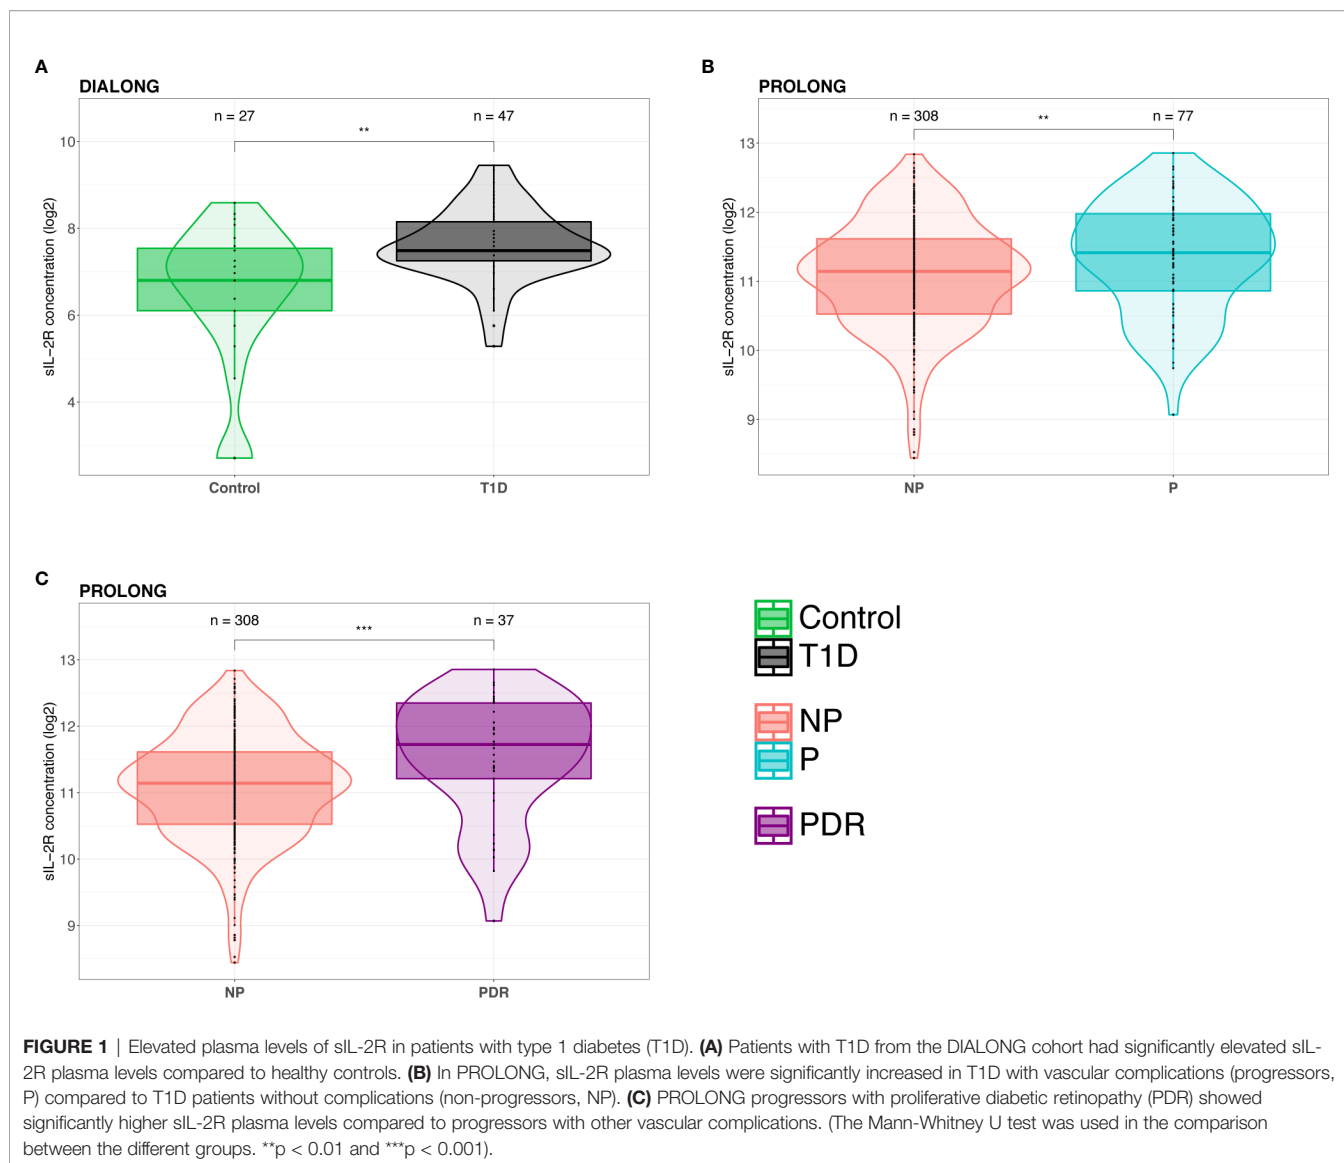 A
DIALONG
n = 27
n = 47
**
10
8
6
4
sIL−2R concentration (log2)
Control
T1D
B
PROLONG
n = 308
n = 77
**
13
12
11
10
9
sIL−2R concentration (log2)
NP
P
C
PROLONG
n = 308
n = 37
***
13
12
11
10
9
sIL−2R concentration (log2)
NP
PDR
Control
T1D
NP
P
PDR
FIGURE 1 | Elevated plasma levels of sIL-2R in patients with type 1 diabetes (T1D). (A) Patients with T1D from the DIALONG cohort had significantly elevated sIL-
2R plasma levels compared to healthy controls. (B) In PROLONG, sIL-2R plasma levels were significantly increased in T1D with vascular complications (progressors,
P) compared to T1D patients without complications (non-progressors, NP). (C) PROLONG progressors with proliferative diabetic retinopathy (PDR) showed
significantly higher sIL-2R plasma levels compared to progressors with other vascular complications. (The Mann-Whitney U test was used in the comparison
between the different groups. **p < 0.01 and ***p < 0.001).